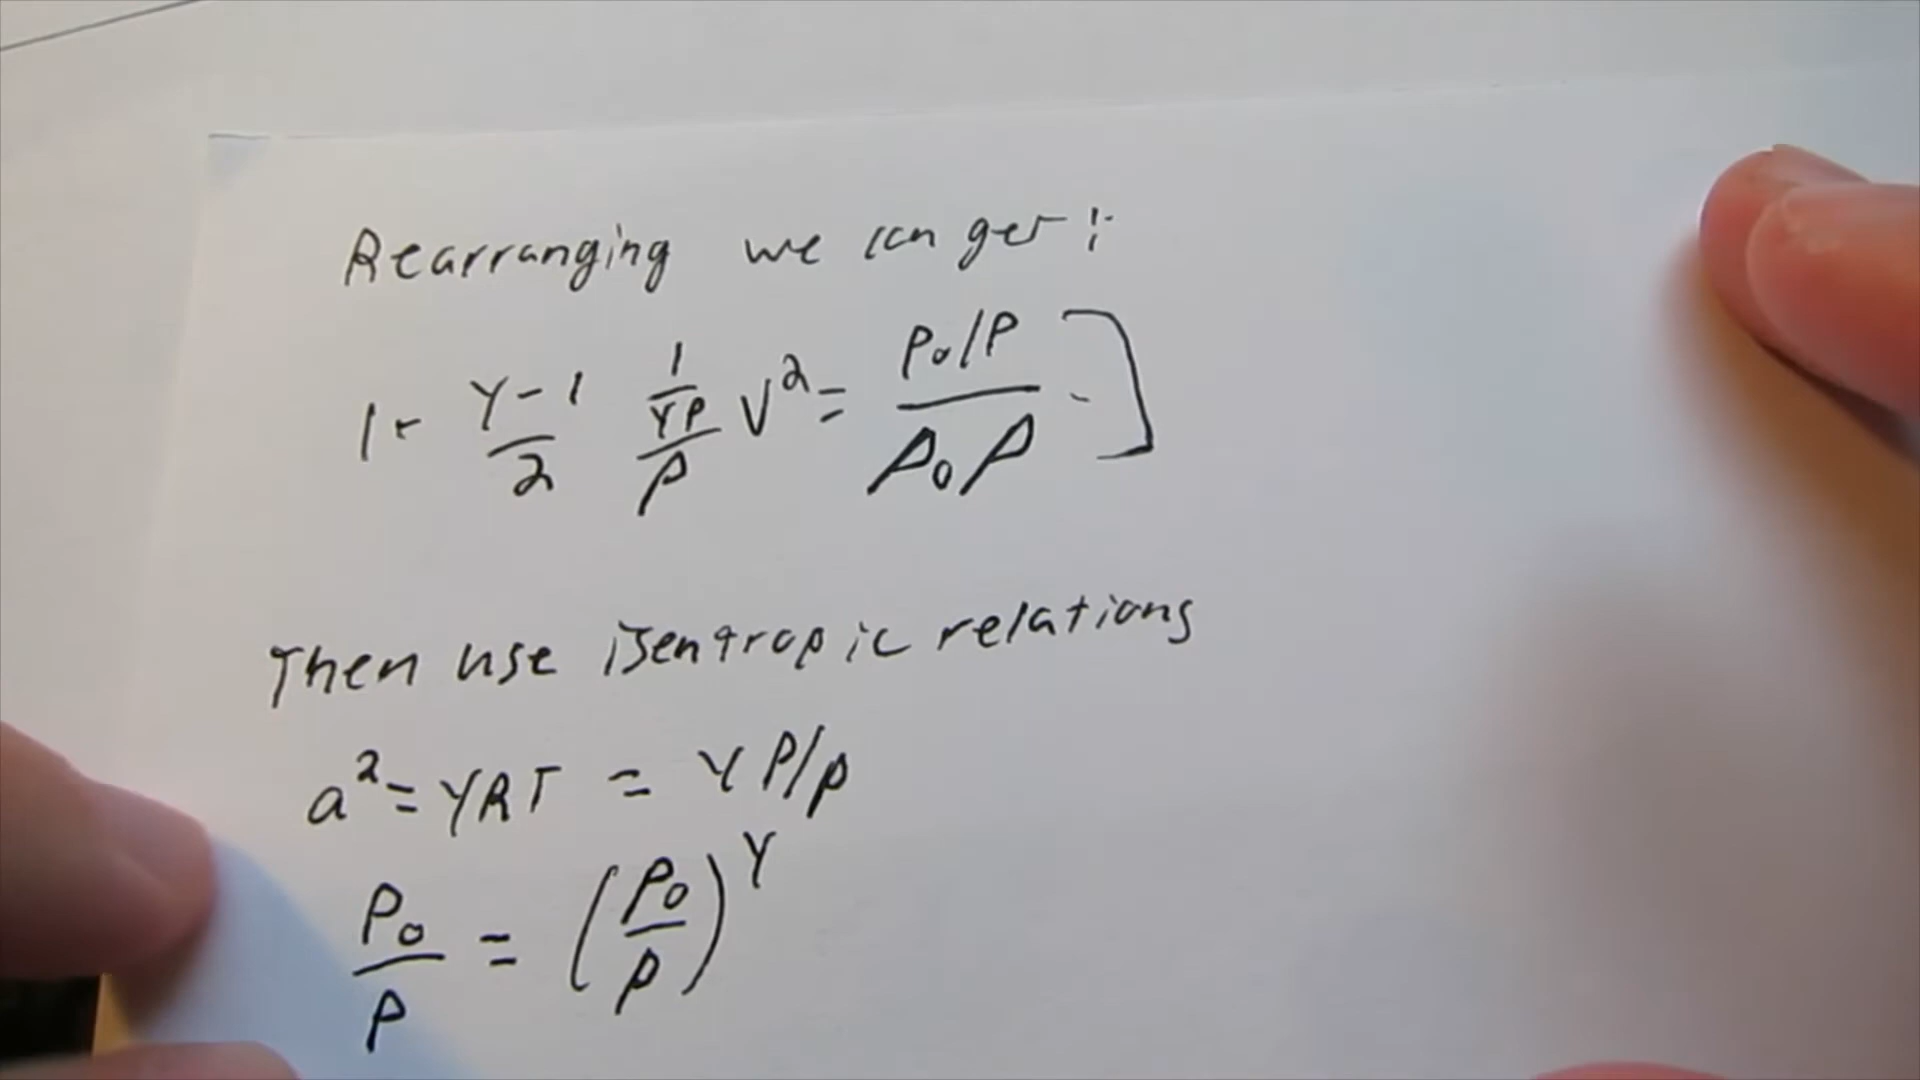 Rearranging we can get:
1 + γ-1/2 1/(γP/ρ) V² = P₀/P / ρ₀ρ - ]
Then use isentropic relations
a² = γRT = γP/ρ
P₀/P = (ρ₀/ρ)^γ